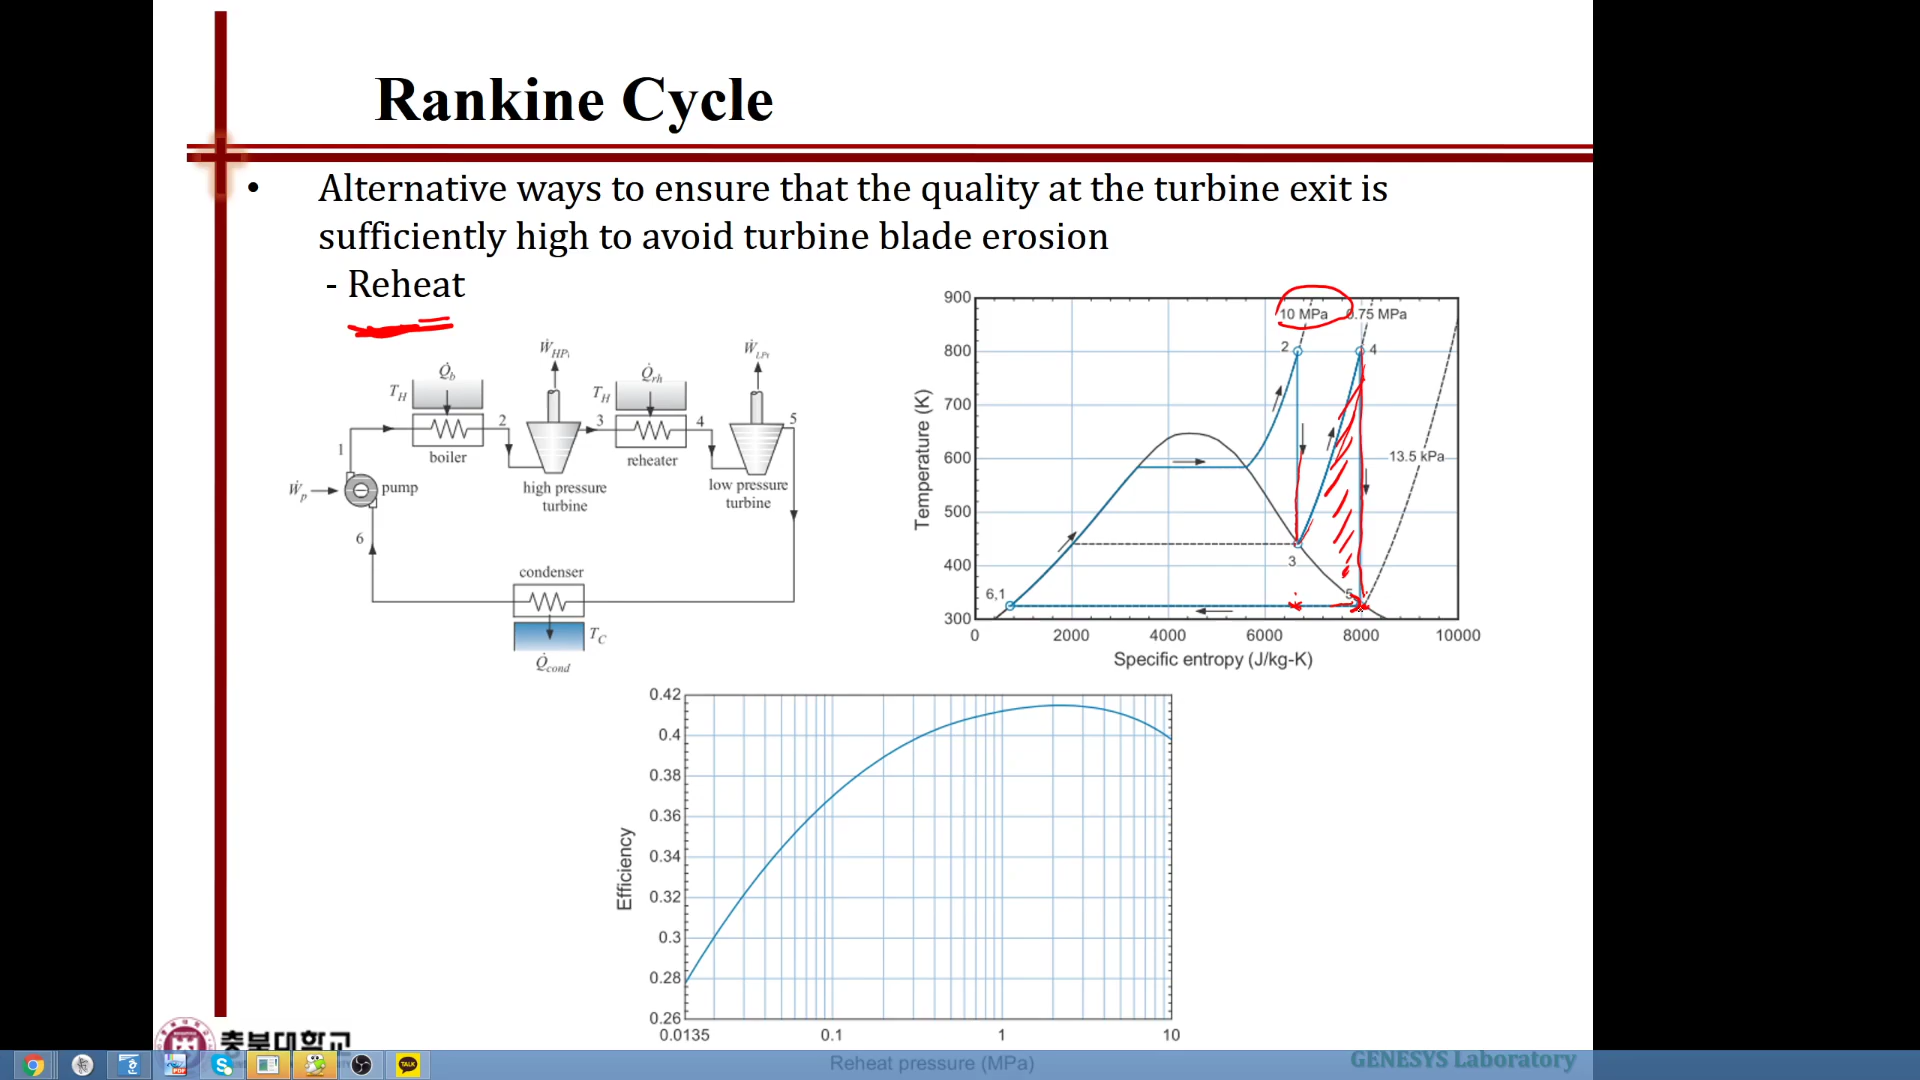 Rankine Cycle
• Alternative ways to ensure that the quality at the turbine exit is
sufficiently high to avoid turbine blade erosion
- Reheat
Ẇp
pump
1
6
T_H
Q̇b
boiler
2
ẆHPt
high pressure
turbine
3
T_H
Q̇rh
reheater
4
ẆLPt
low pressure
turbine
5
condenser
T_C
Q̇cond
900
800
700
600
500
400
300
Temperature (K)
10 MPa
0.75 MPa
13.5 kPa
2
4
3
5
6,1
0 2000 4000 6000 8000 10000
Specific entropy (J/kg-K)
0.42
0.4
0.38
0.36
0.34
0.32
0.3
0.28
0.26
Efficiency
0.0135 0.1 1 10
Reheat pressure (MPa)
충북대학교
GENESYS Laboratory
TALK